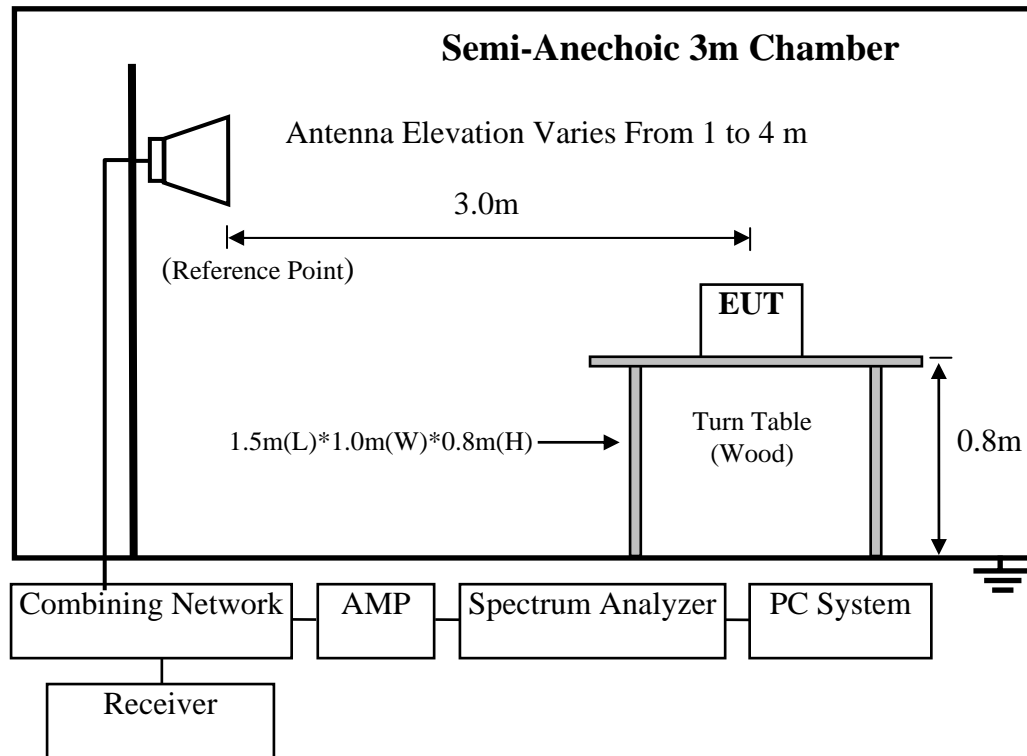 Semi-Anechoic 3m Chamber
Antenna Elevation Varies From 1 to 4 m
3.0m
(Reference Point)
EUT
1.5m(L)*1.0m(W)*0.8m(H)
Turn Table
(Wood)
0.8m
Combining Network
AMP
Spectrum Analyzer
PC System
Receiver